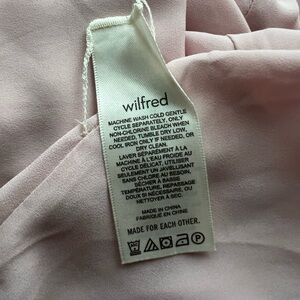 wilfred
MACHINE WASH COLD GENTLE
CYCLE SEPARATELY, ONLY
NON-CHLORINE BLEACH WHEN
NEEDED, TUMBLE DRY LOW,
COOL IRON ONLY IF NEEDED, OR
DRY CLEAN.
LAVER SÉPARÉMENT À LA
MACHINE À L'EAU FROIDE AU
CYCLE DÉLICAT, UTILISER
SEULEMENT UN JAVELLISANT
SANS CHLORE AU BESOIN,
SÉCHER À BASSE
TEMPÉRATURE, REPASSAGE
DOUX SI NÉCESSAIRE, OU
NETTOYER À SEC.
MADE IN CHINA
FABRIQUÉ EN CHINE
MADE FOR EACH OTHER.